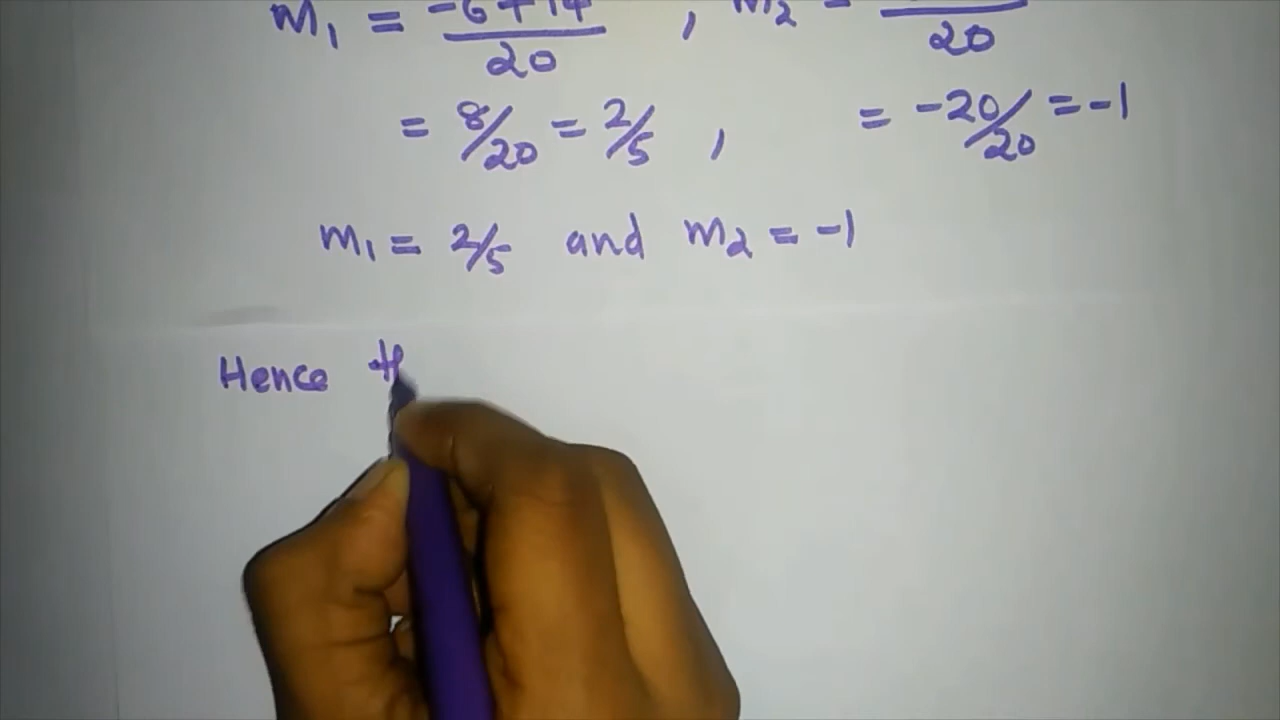 m₁ = -6+14/20 , m₂ = /20
= 8/20 = 2/5 , = -20/20 = -1
m₁ = 2/5 and m₂ = -1
Hence